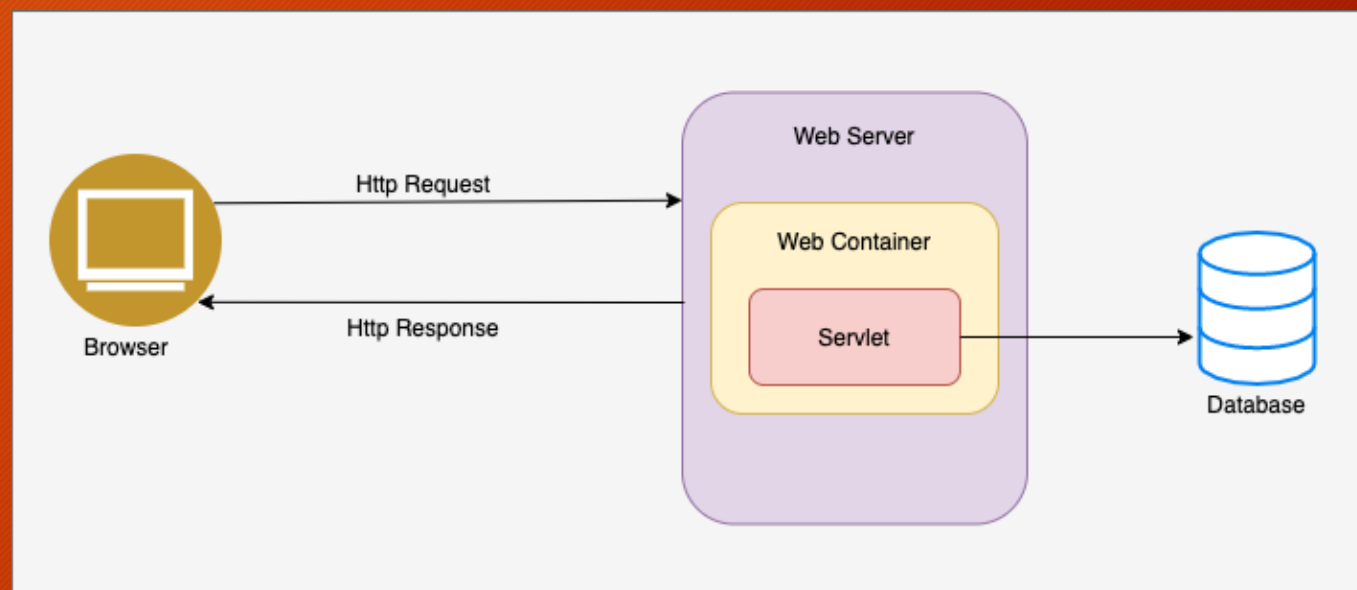 Web Server
Http Request
Web Container
Http Response
Servlet
Browser
Database